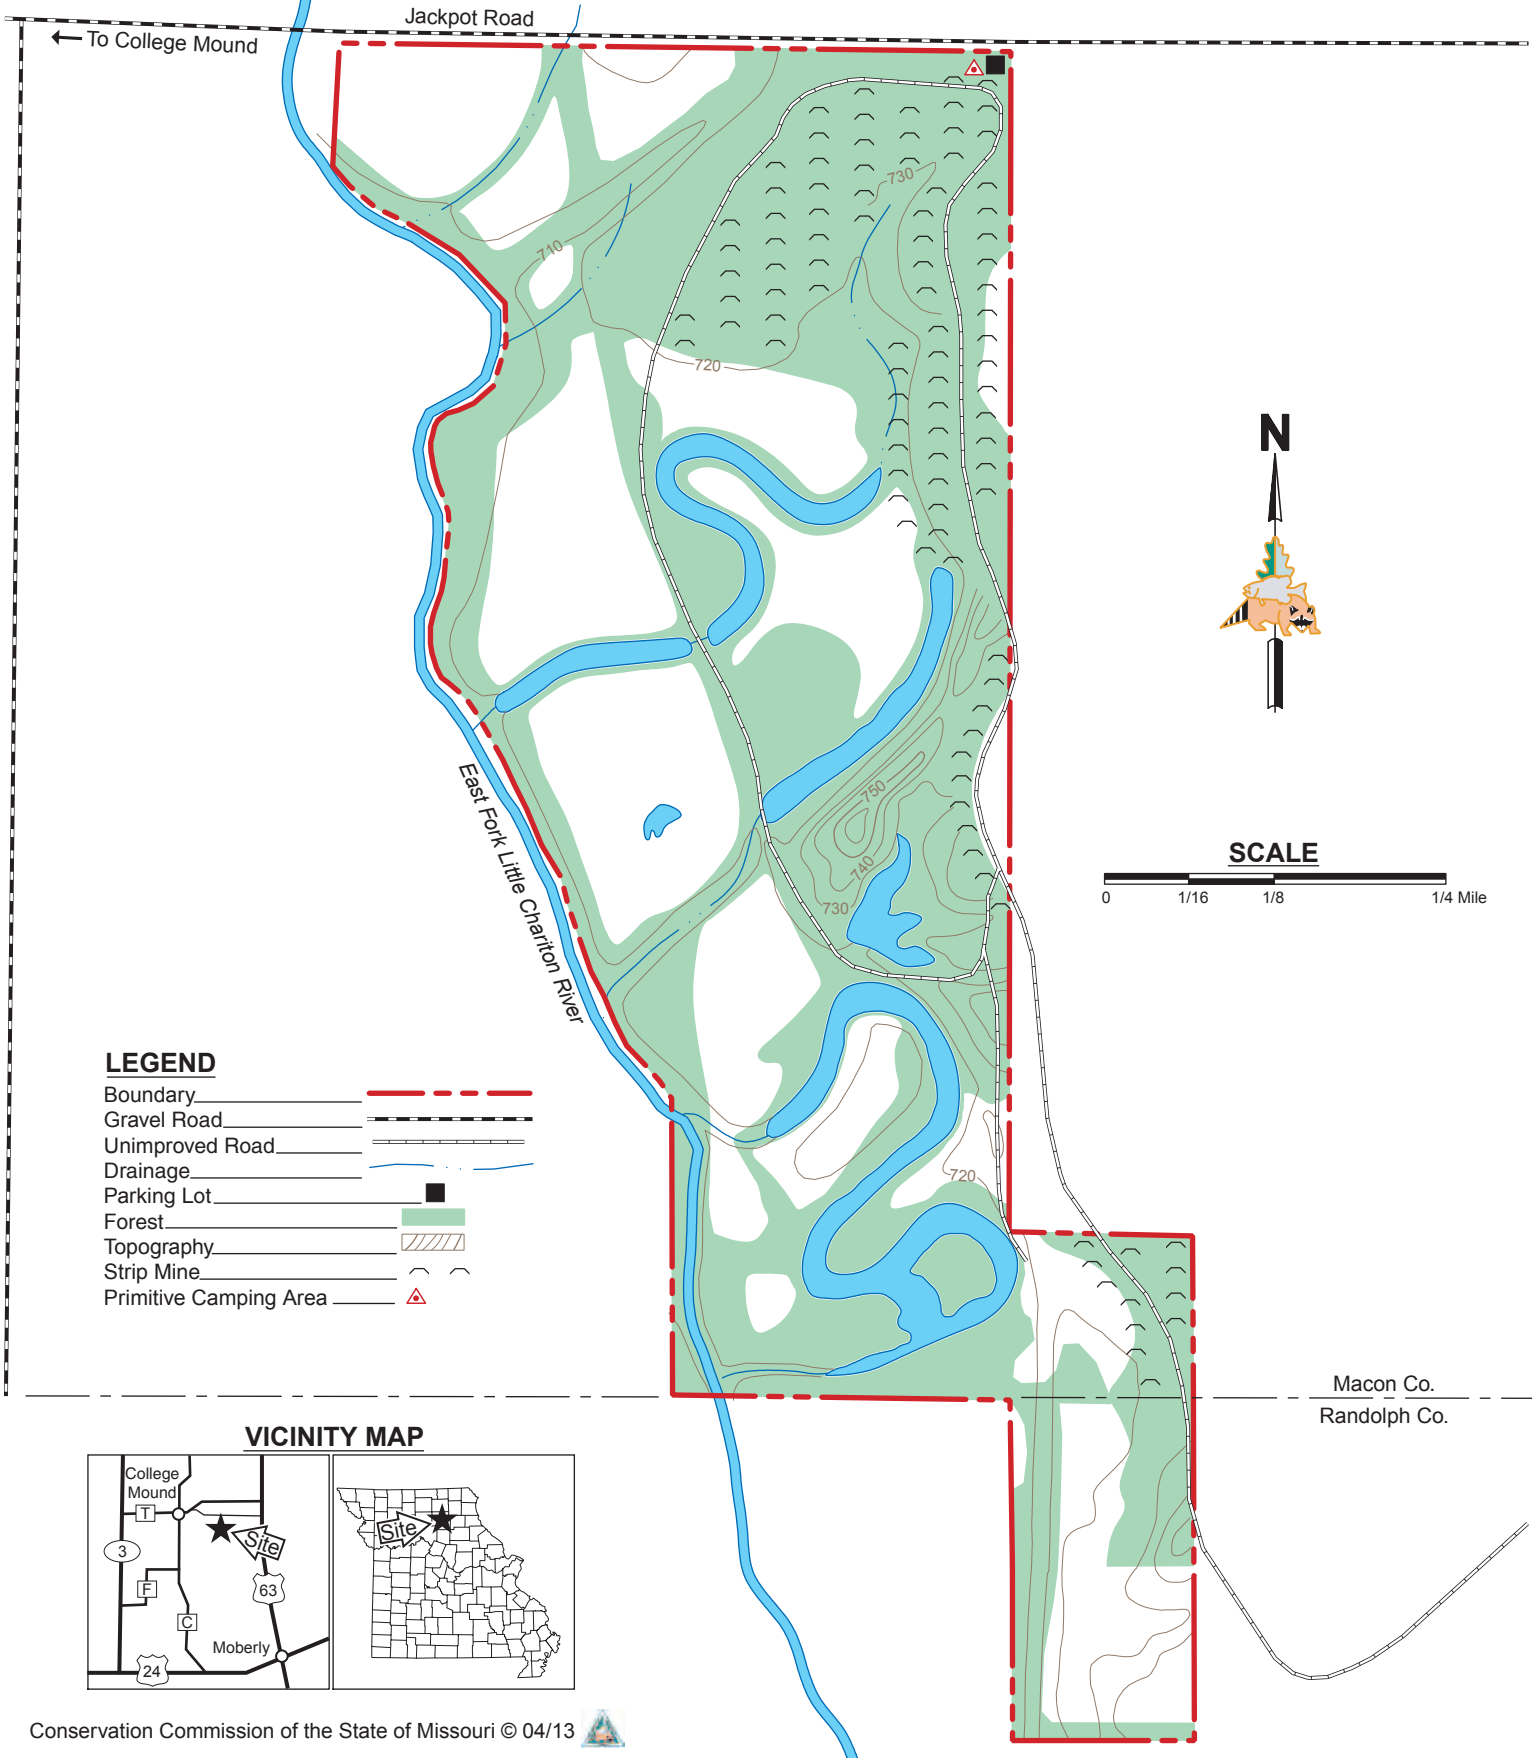 Jackpot Road
To College Mound
730
710
720
N
East Fork Little Chariton River
750
740
730
SCALE
0 1/16 1/8 1/4 Mile
720
LEGEND
Boundary
Gravel Road
Unimproved Road
Drainage
Parking Lot
Forest
Topography
Strip Mine
Primitive Camping Area
Macon Co.
Randolph Co.
VICINITY MAP
College
Mound
T
3
Site
F
63
C
Moberly
24
Site
Conservation Commission of the State of Missouri © 04/13